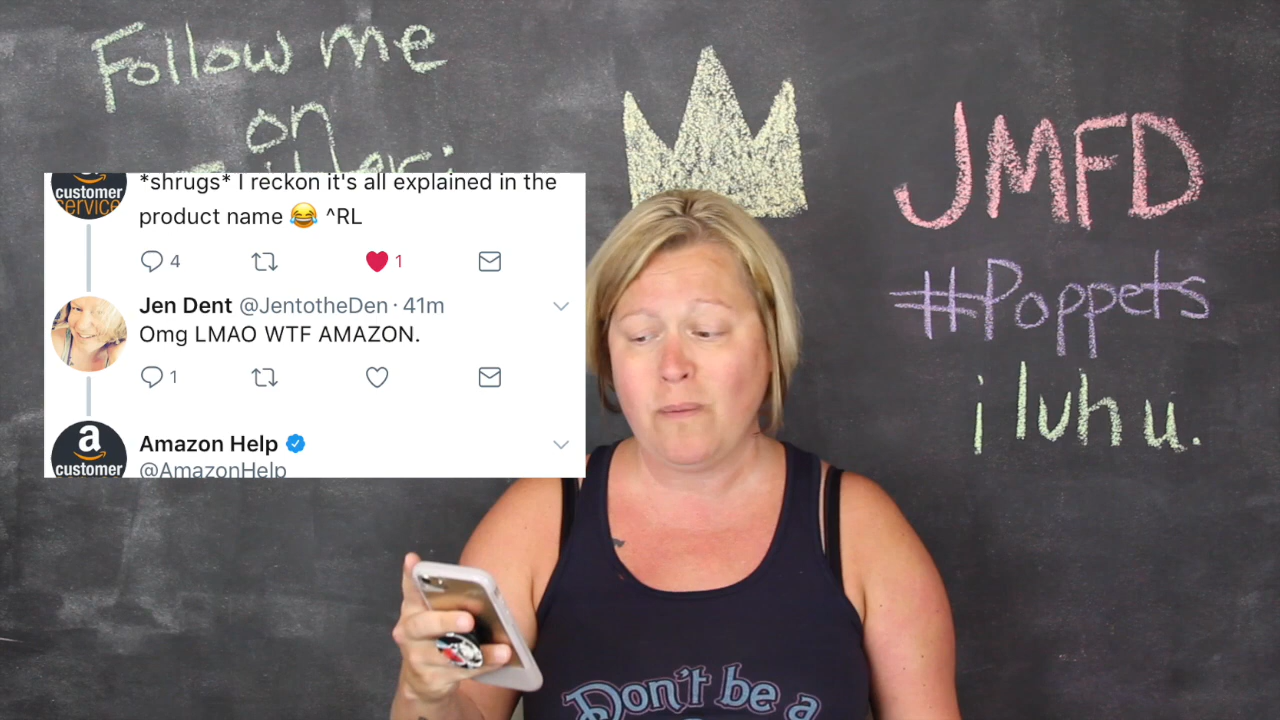 Follow me
on
customer
service
*shrugs* I reckon it's all explained in the
product name 😂 ^RL
4
1
Jen Dent @JentotheDen · 41m
Omg LMAO WTF AMAZON.
1
a
customer
Amazon Help
@AmazonHelp
JMFD
#Poppets
i luh u.
Don't be a